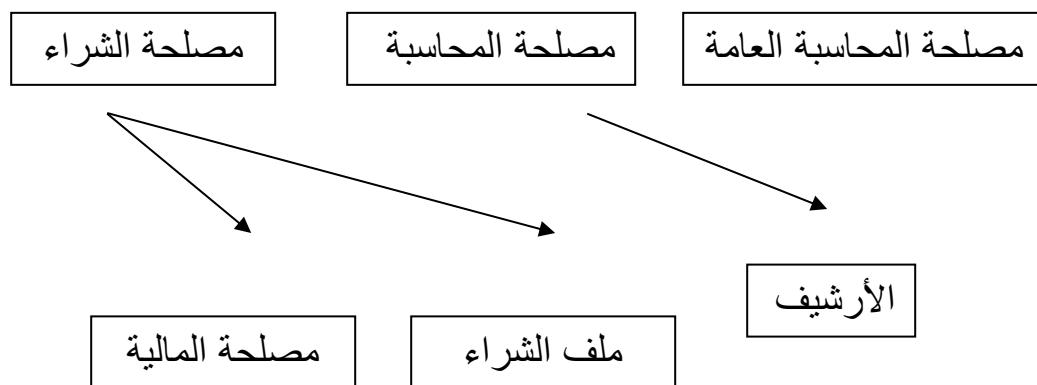 مصلحة المحاسبة العامة
مصلحة المحاسبة
مصلحة الشراء
الأرشيف
ملف الشراء
مصلحة المالية